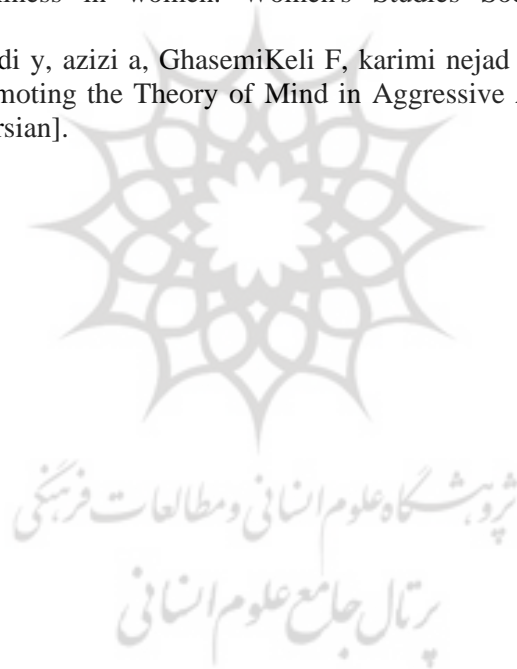 in women. Women's Studies
di y, azizi a, GhasemiKeli F, karimi nejad
moting the Theory of Mind in Aggressive
rsian].
پژوهشگاه علوم انسانی و مطالعات فرهنگی
پرتال جامع علوم انسانی